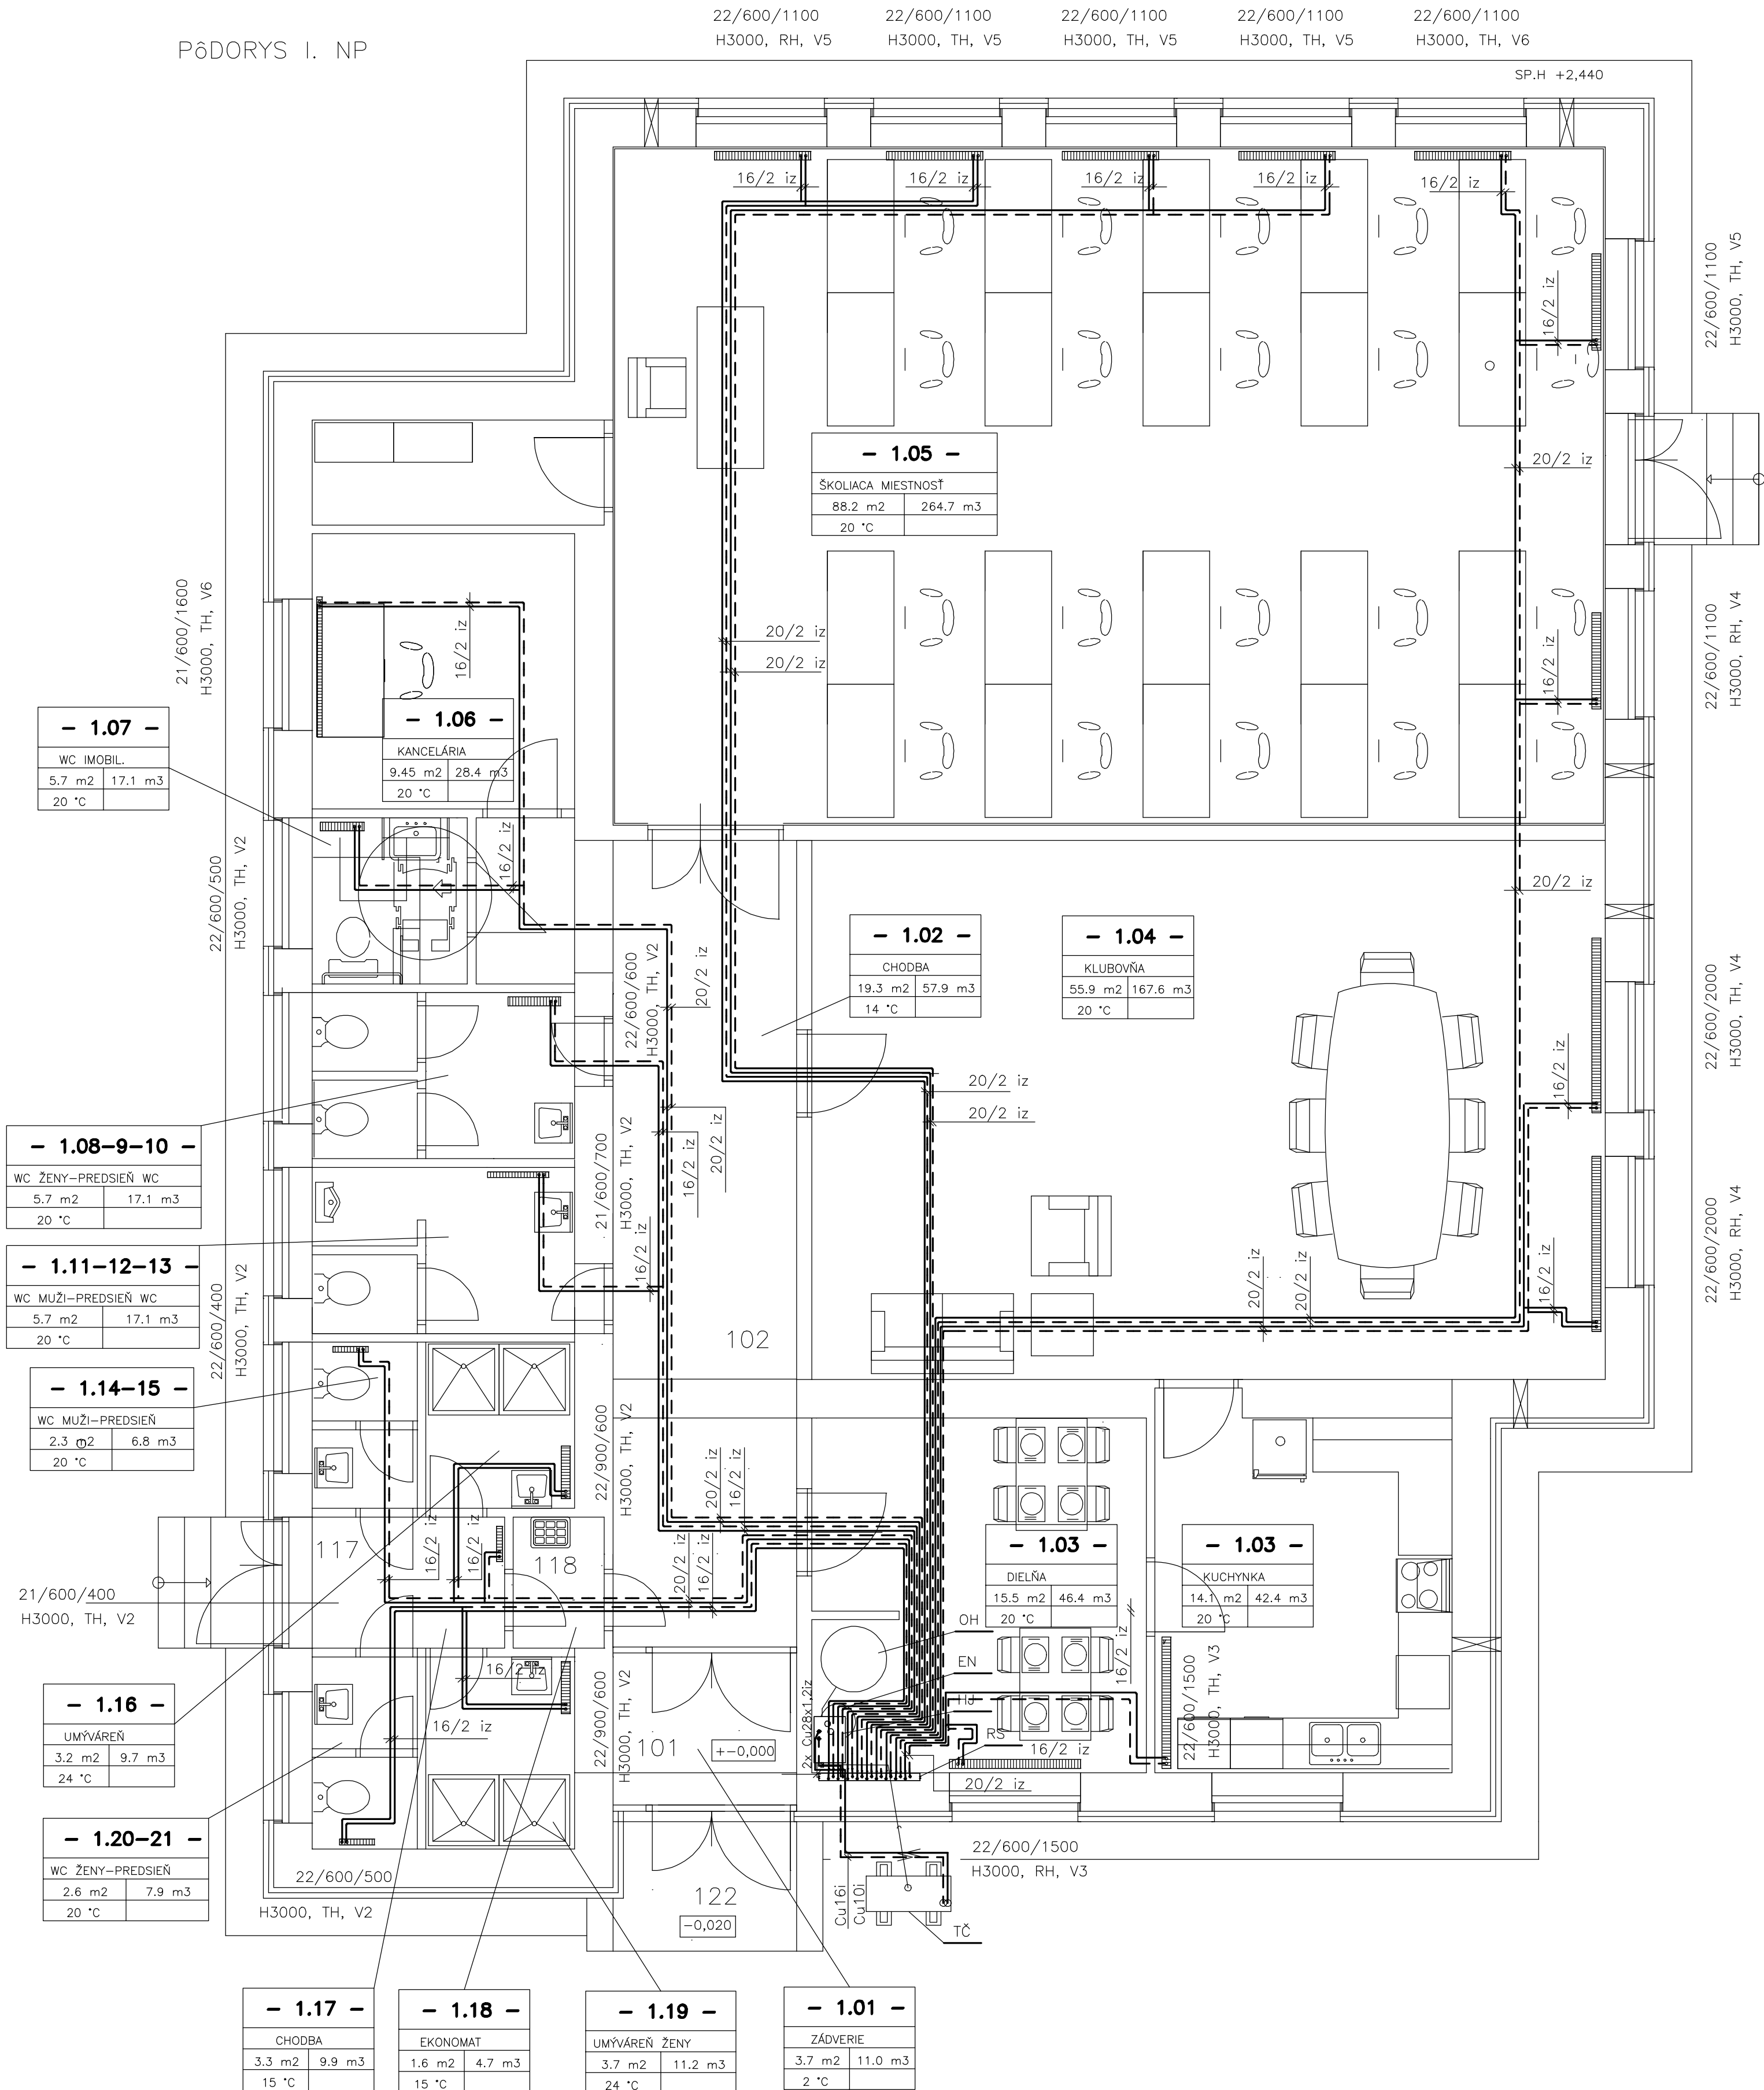 PôDORYS I. NP
22/600/1100
H3000, RH, V5
22/600/1100
H3000, TH, V5
22/600/1100
H3000, TH, V5
22/600/1100
H3000, TH, V5
22/600/1100
H3000, TH, V6
SP.H +2,440
16/2 iz
16/2 iz
16/2 iz
16/2 iz
16/2 iz
16/2 iz
22/600/1100
H3000, TH, V5
20/2 iz
- 1.05 -
ŠKOLIACA MIESTNOSŤ
88.2 m2
264.7 m3
20 °C
20/2 iz
20/2 iz
16/2 iz
22/600/1100
H3000, RH, V4
21/600/1600
H3000, TH, V6
16/2 iz
- 1.06 -
KANCELÁRIA
9.45 m2
28.4 m3
20 °C
- 1.07 -
WC IMOBIL.
5.7 m2
17.1 m3
20 °C
22/600/500
H3000, TH, V2
16/2 iz
20/2 iz
- 1.02 -
CHODBA
19.3 m2
57.9 m3
14 °C
- 1.04 -
KLUBOVŇA
55.9 m2
167.6 m3
20 °C
22/600/600
H3000, TH, V2
20/2 iz
22/600/2000
H3000, TH, V4
16/2 iz
20/2 iz
20/2 iz
- 1.08-9-10 -
WC ŽENY-PREDSIEŇ WC
5.7 m2
17.1 m3
20 °C
21/600/700
H3000, TH, V2
16/2 iz
20/2 iz
16/2 iz
- 1.11-12-13 -
WC MUŽI-PREDSIEŇ WC
5.7 m2
17.1 m3
20 °C
22/600/400
H3000, TH, V2
22/600/2000
H3000, RH, V4
16/2 iz
20/2 iz
20/2 iz
102
- 1.14-15 -
WC MUŽI-PREDSIEŇ
2.3 m2
6.8 m3
20 °C
22/900/600
H3000, TH, V2
20/2 iz
16/2 iz
20/2 iz
16/2 iz
16/2 iz
16/2 iz
117
118
- 1.03 -
DIELŇA
15.5 m2
46.4 m3
20 °C
- 1.03 -
KUCHYNKA
14.1 m2
42.4 m3
20 °C
21/600/400
H3000, TH, V2
OH
EN
HJ
RS
16/2 iz
22/600/1500
H3000, TH, V3
16/2 iz
16/2 iz
22/900/600
H3000, TH, V2
- 1.16 -
UMÝVÁREŇ
3.2 m2
9.7 m3
24 °C
101
+-0,000
2x Cu28x1,2iz
16/2 iz
20/2 iz
- 1.20-21 -
WC ŽENY-PREDSIEŇ
2.6 m2
7.9 m3
20 °C
22/600/500
H3000, TH, V2
22/600/1500
H3000, RH, V3
122
-0,020
Cu16i
Cu10i
TČ
- 1.17 -
CHODBA
3.3 m2
9.9 m3
15 °C
- 1.18 -
EKONOMAT
1.6 m2
4.7 m3
15 °C
- 1.19 -
UMÝVÁREŇ ŽENY
3.7 m2
11.2 m3
24 °C
- 1.01 -
ZÁDVERIE
3.7 m2
11.0 m3
2 °C